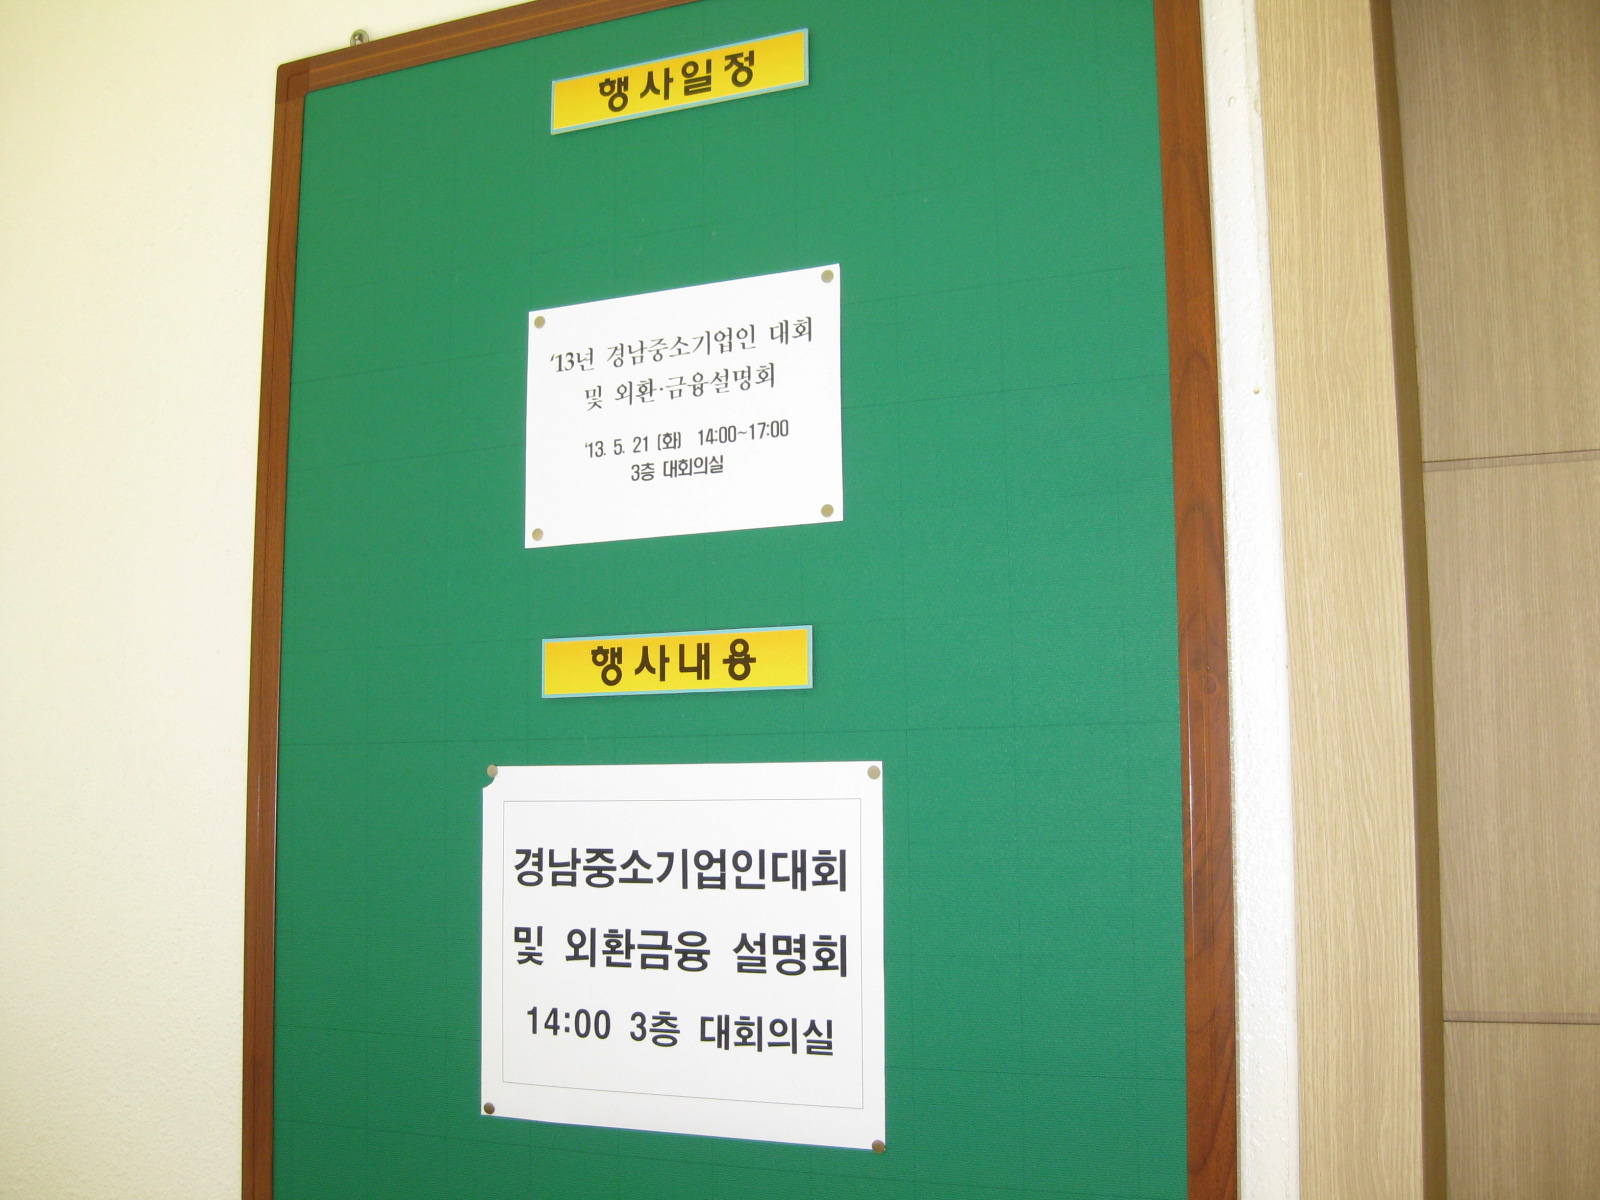 행사일정
'13년 경남중소기업인 대회
및 외환·금융설명회
'13. 5. 21 (화) 14:00~17:00
3층 대회의실
행사내용
경남중소기업인대회
및 외환금융 설명회
14:00 3층 대회의실